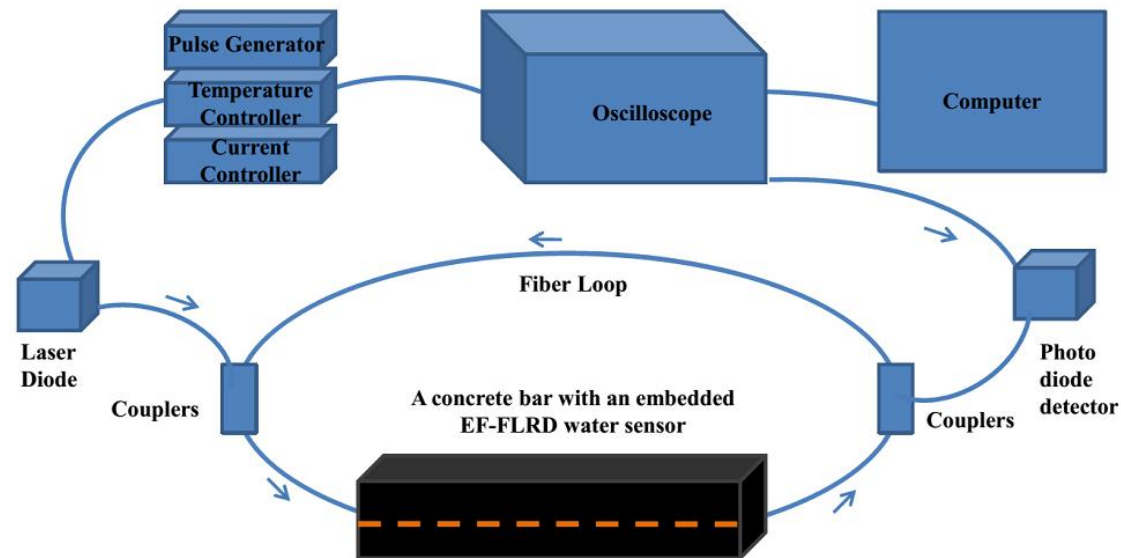 Pulse Generator
Temperature
Controller
Current
Controller
Oscilloscope
Computer
Fiber Loop
Laser
Diode
Couplers
A concrete bar with an embedded
EF-FLRD water sensor
Couplers
Photo
diode
detector